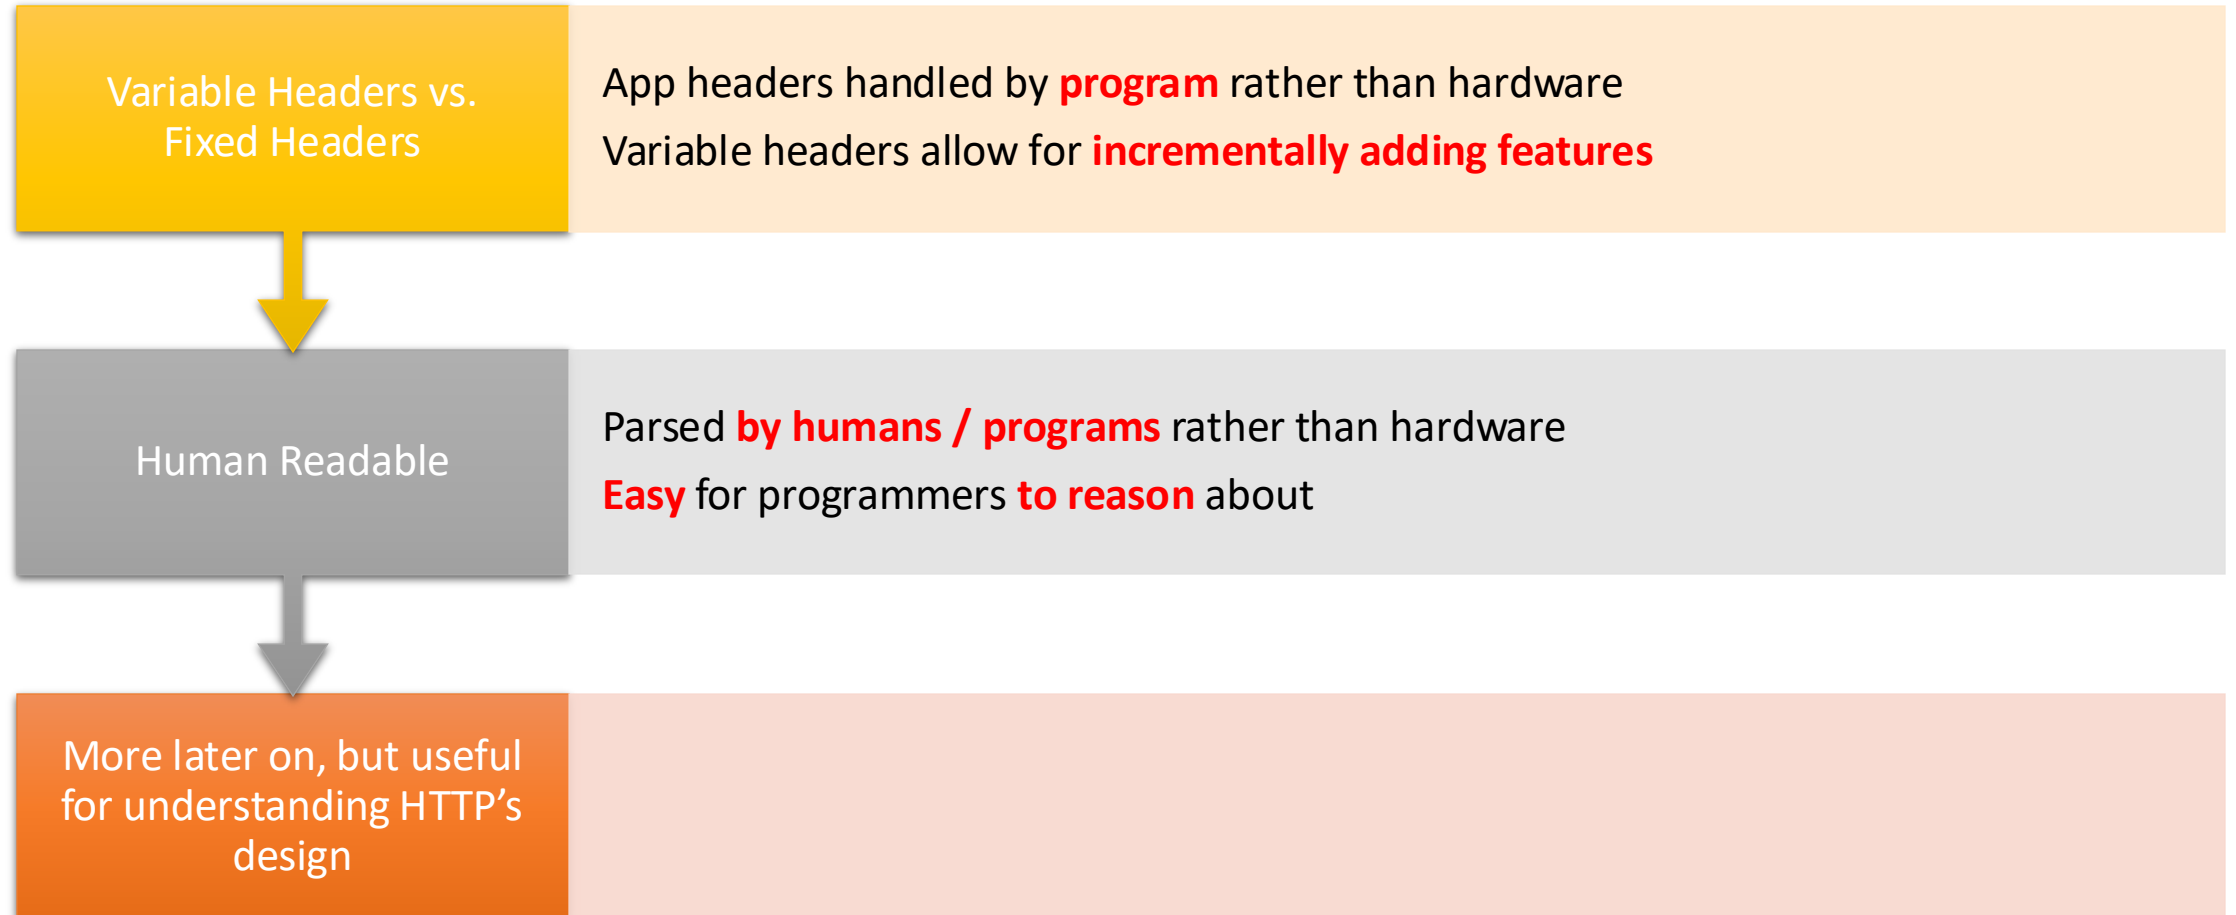 Variable Headers vs.
Fixed Headers
App headers handled by program rather than hardware
Variable headers allow for incrementally adding features
Human Readable
Parsed by humans / programs rather than hardware
Easy for programmers to reason about
More later on, but useful
for understanding HTTP’s
design